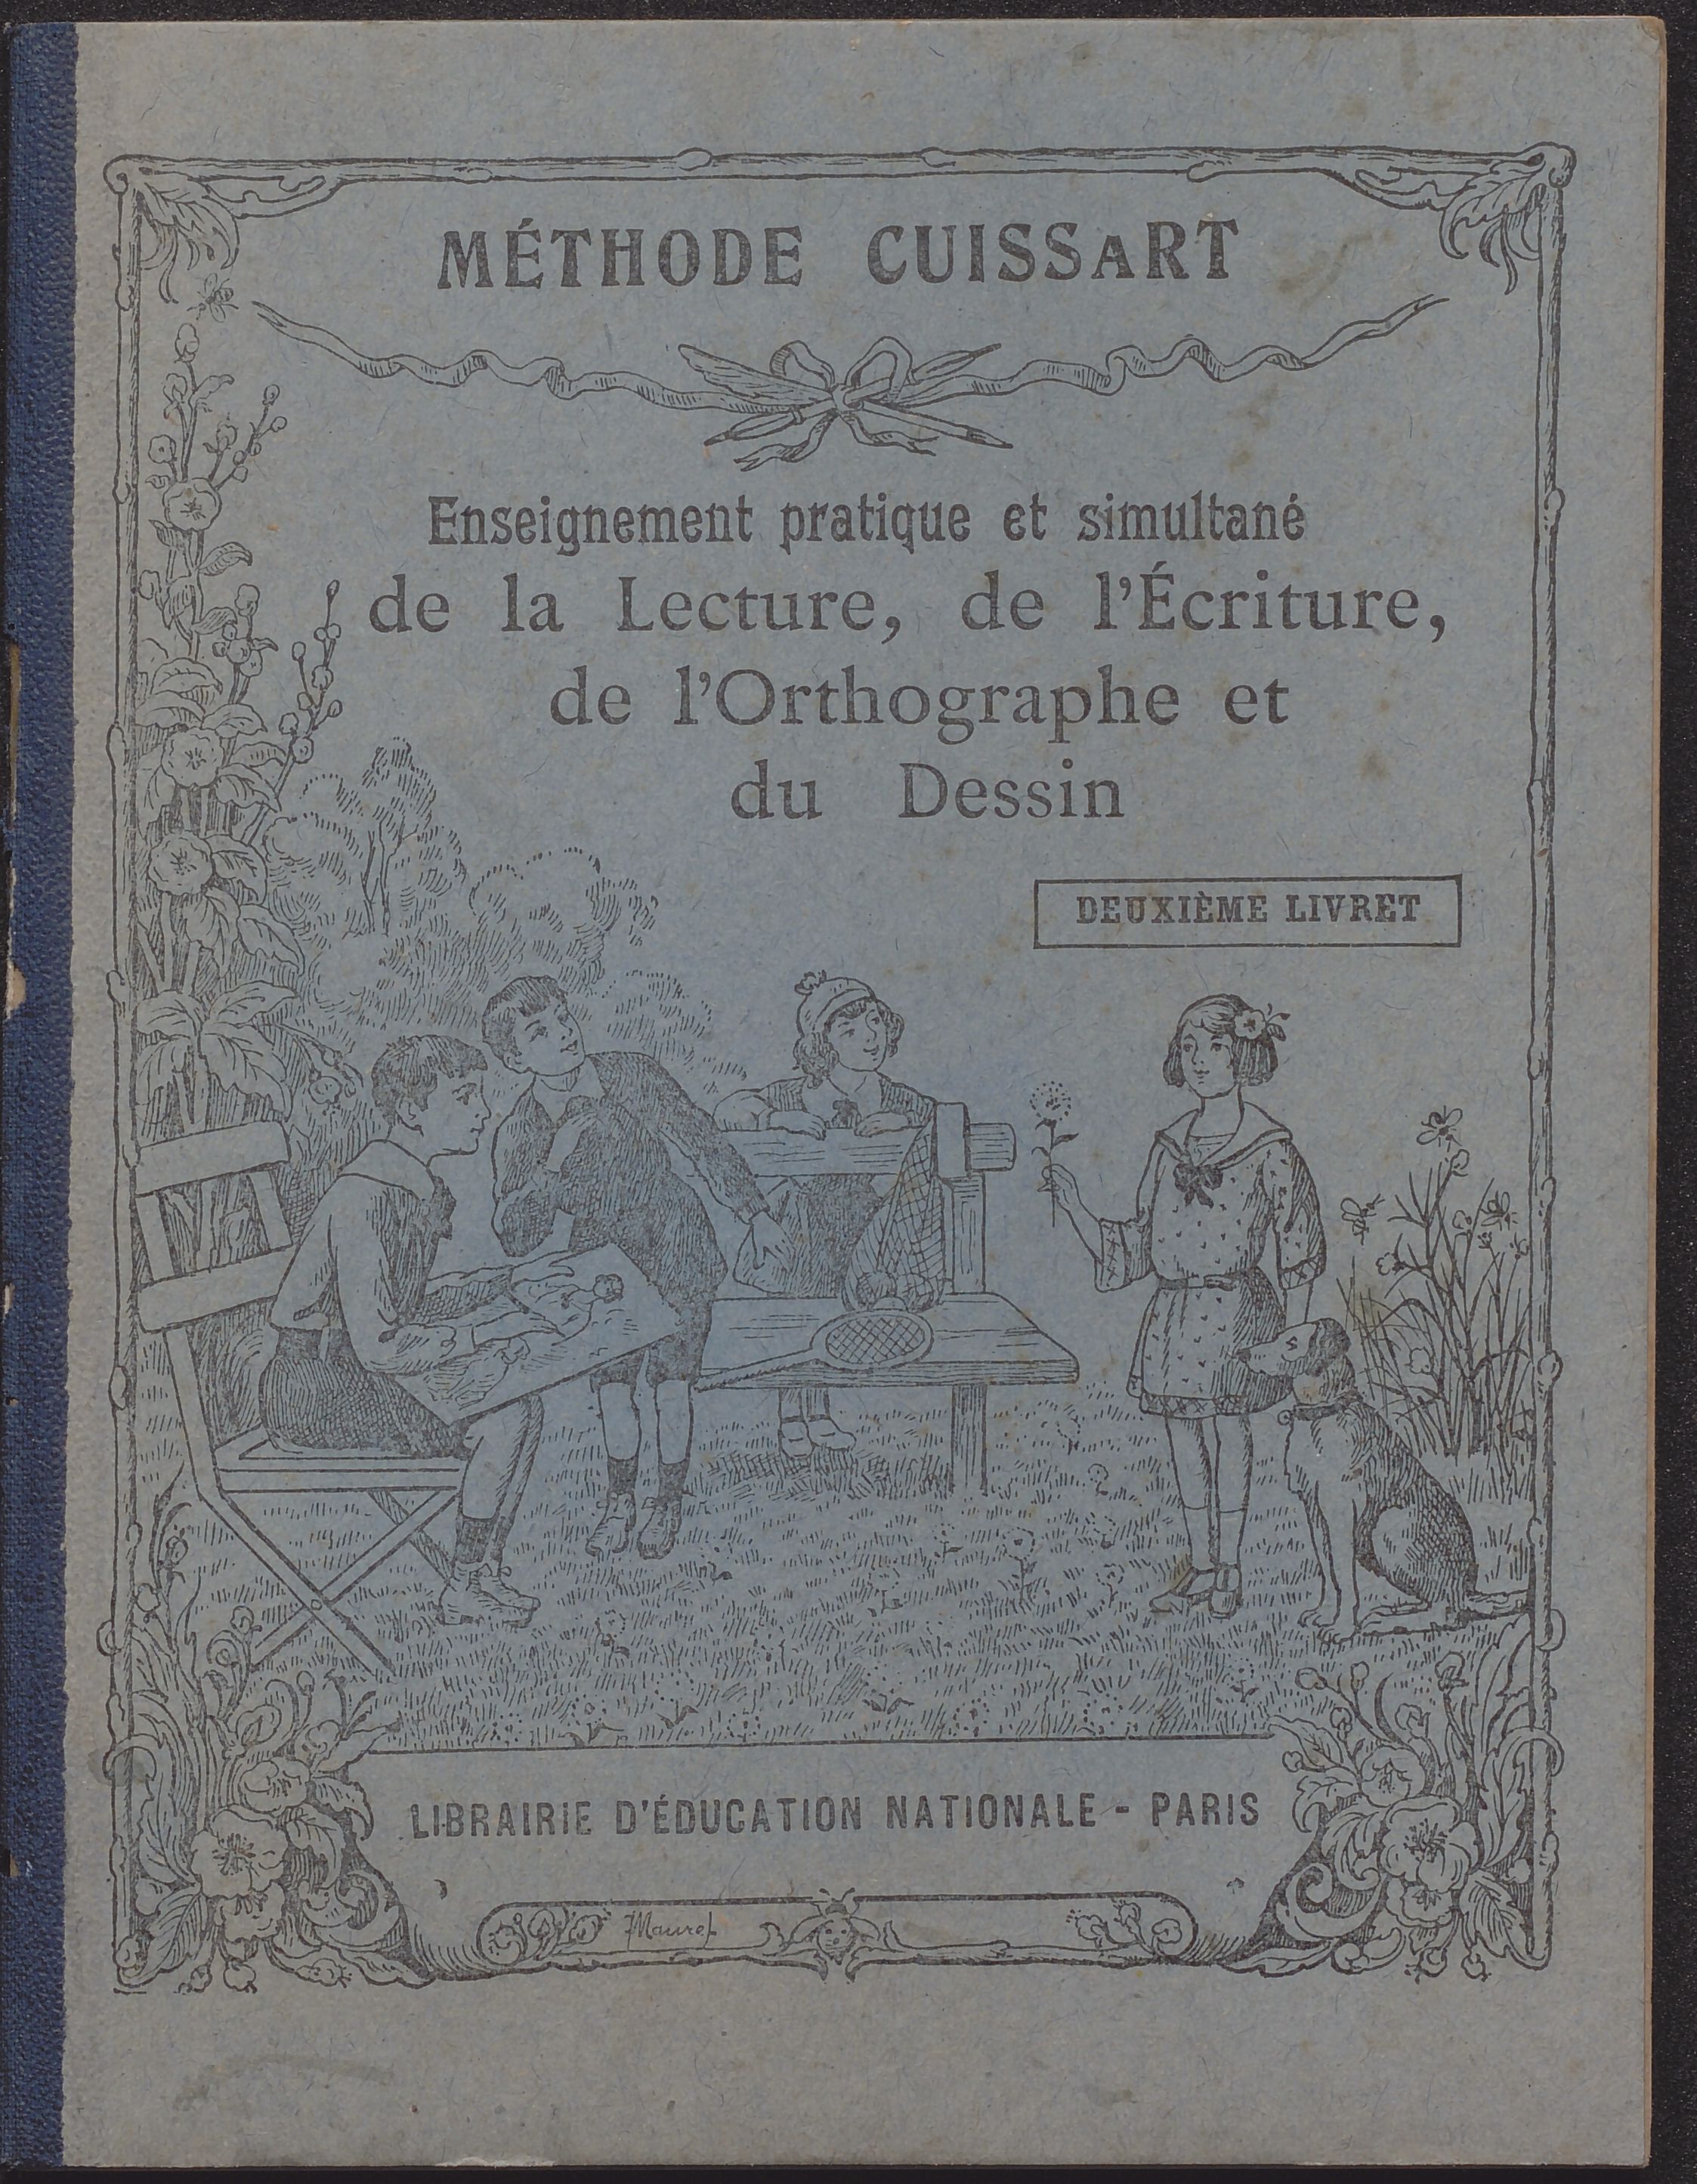 MÉTHODE CUISSART
Enseignement pratique et simultané
de la Lecture, de l'Écriture,
de l'Orthographe et
du Dessin
DEUXIÈME LIVRET
LIBRAIRIE D'ÉDUCATION NATIONALE - PARIS